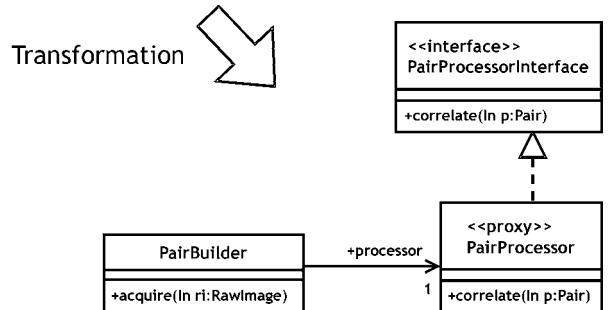 Transformation
<<interface>>
PairProcessorInterface
+correlate(In p:Pair)
<<proxy>>
PairProcessor
+correlate(In p:Pair)
PairBuilder
+acquire(In ri:RawImage)
+processor
1